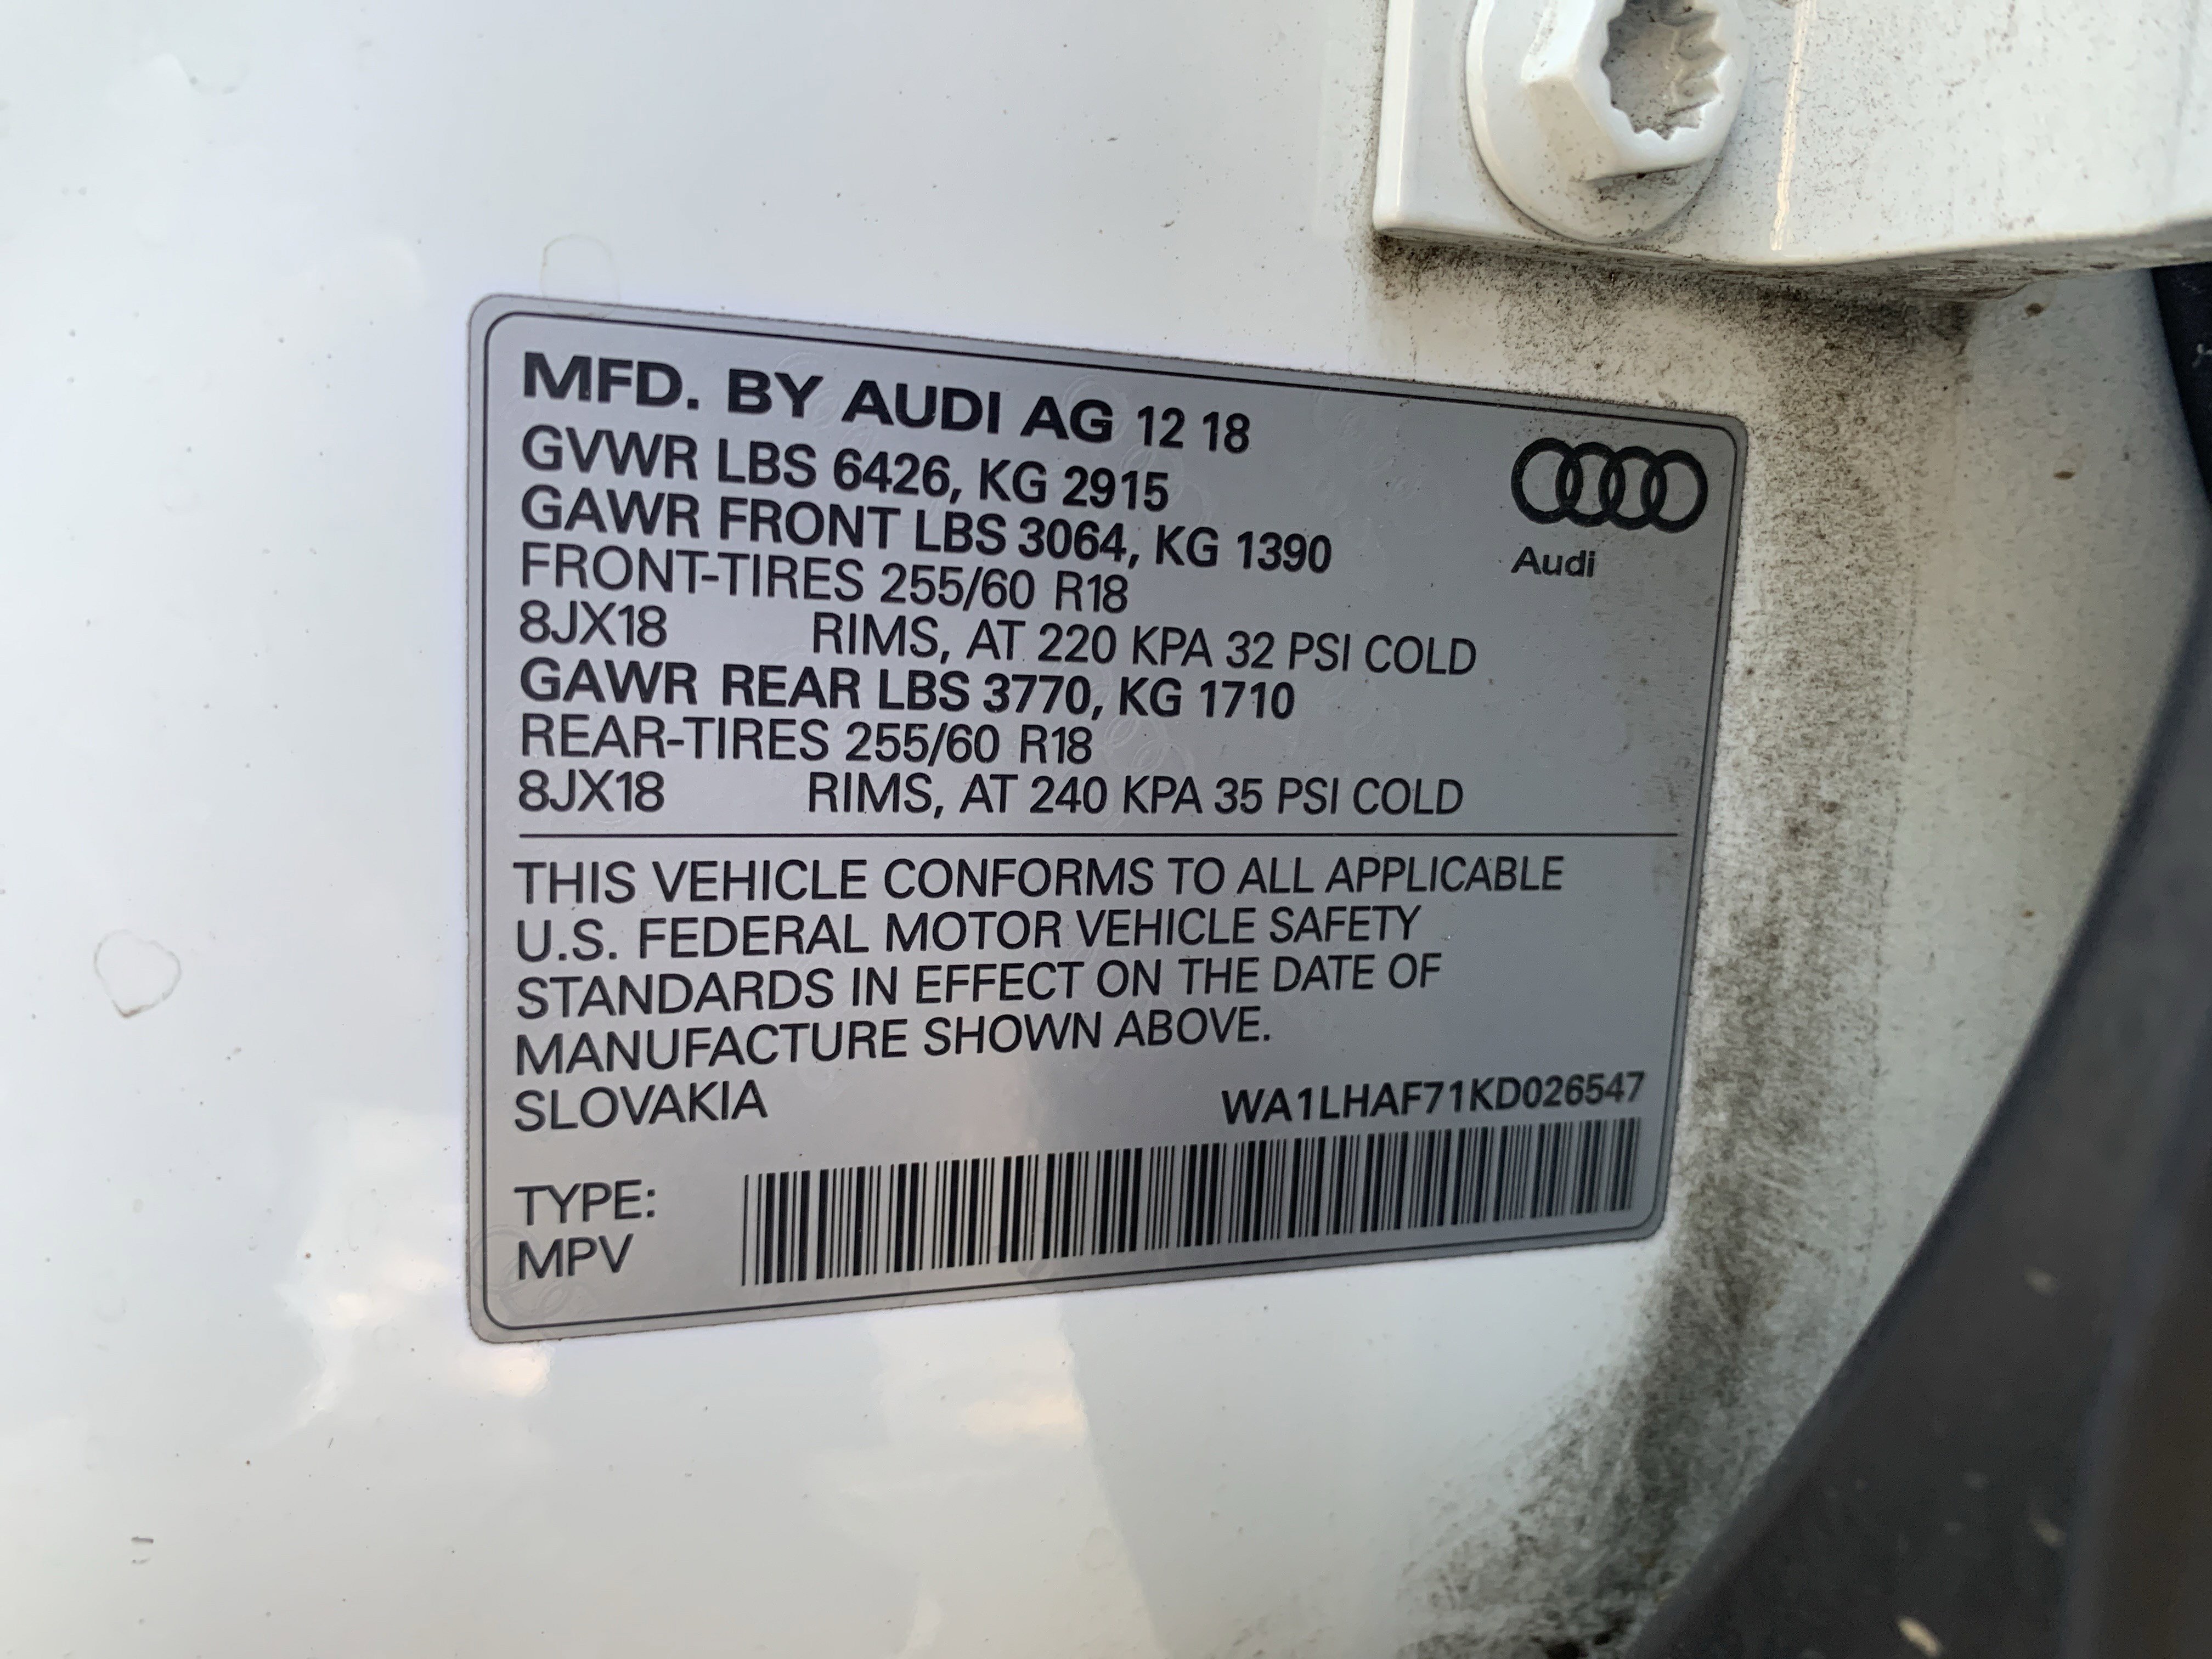 MFD. BY AUDI AG 12 18
GVWR LBS 6426, KG 2915
GAWR FRONT LBS 3064, KG 1390
FRONT-TIRES 255/60 R18
8JX18 RIMS, AT 220 KPA 32 PSI COLD
GAWR REAR LBS 3770, KG 1710
REAR-TIRES 255/60 R18
8JX18 RIMS, AT 240 KPA 35 PSI COLD
Audi
THIS VEHICLE CONFORMS TO ALL APPLICABLE
U.S. FEDERAL MOTOR VEHICLE SAFETY
STANDARDS IN EFFECT ON THE DATE OF
MANUFACTURE SHOWN ABOVE.
SLOVAKIA WA1LHAF71KD026547
TYPE:
MPV